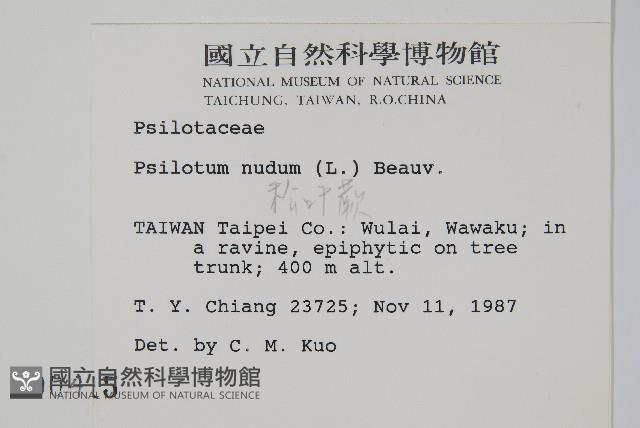 國立自然科學博物館
NATIONAL MUSEUM OF NATURAL SCIENCE
TAICHUNG, TAIWAN, R.O.CHINA
Psilotaceae
Psilotum nudum (L.) Beauv.
松叶蕨
TAIWAN Taipei Co.: Wulai, Wawaku; in
a ravine, epiphytic on tree
trunk; 400 m alt.
T. Y. Chiang 23725; Nov 11, 1987
Det. by C. M. Kuo
國立自然科學博物館
NATIONAL MUSEUM OF NATURAL SCIENCE